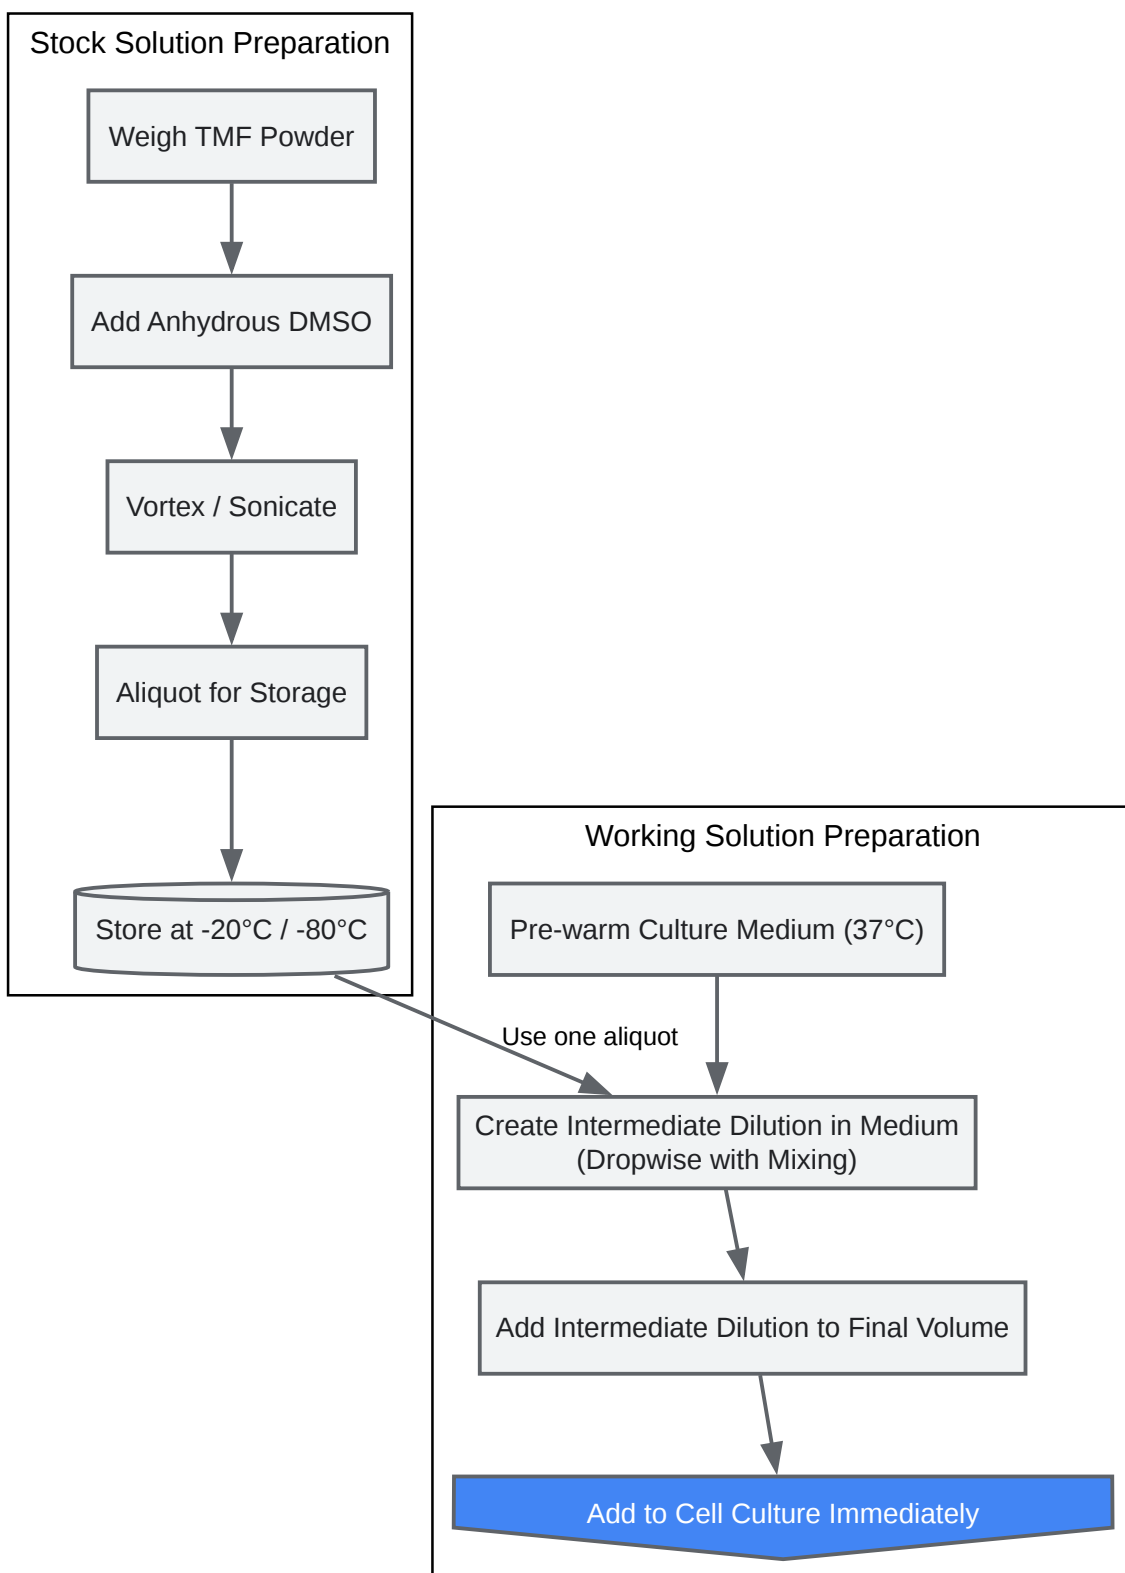 Stock Solution Preparation
Weigh TMF Powder
Add Anhydrous DMSO
Vortex / Sonicate
Aliquot for Storage
Store at -20°C / -80°C
Working Solution Preparation
Pre-warm Culture Medium (37°C)
Use one aliquot
Create Intermediate Dilution in Medium
(Dropwise with Mixing)
Add Intermediate Dilution to Final Volume
Add to Cell Culture Immediately